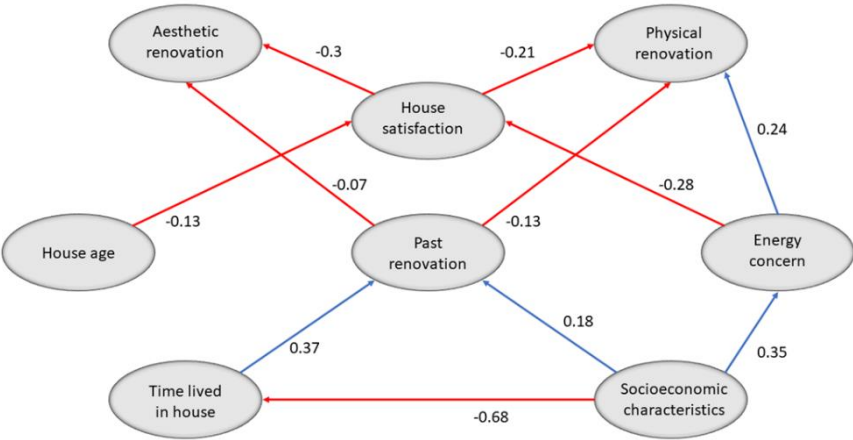 Aesthetic
renovation
Physical
renovation
-0.3
-0.21
House
satisfaction
0.24
-0.07
-0.28
-0.13
-0.13
House age
Past
renovation
Energy
concern
0.18
0.37
0.35
Time lived
in house
Socioeconomic
characteristics
-0.68